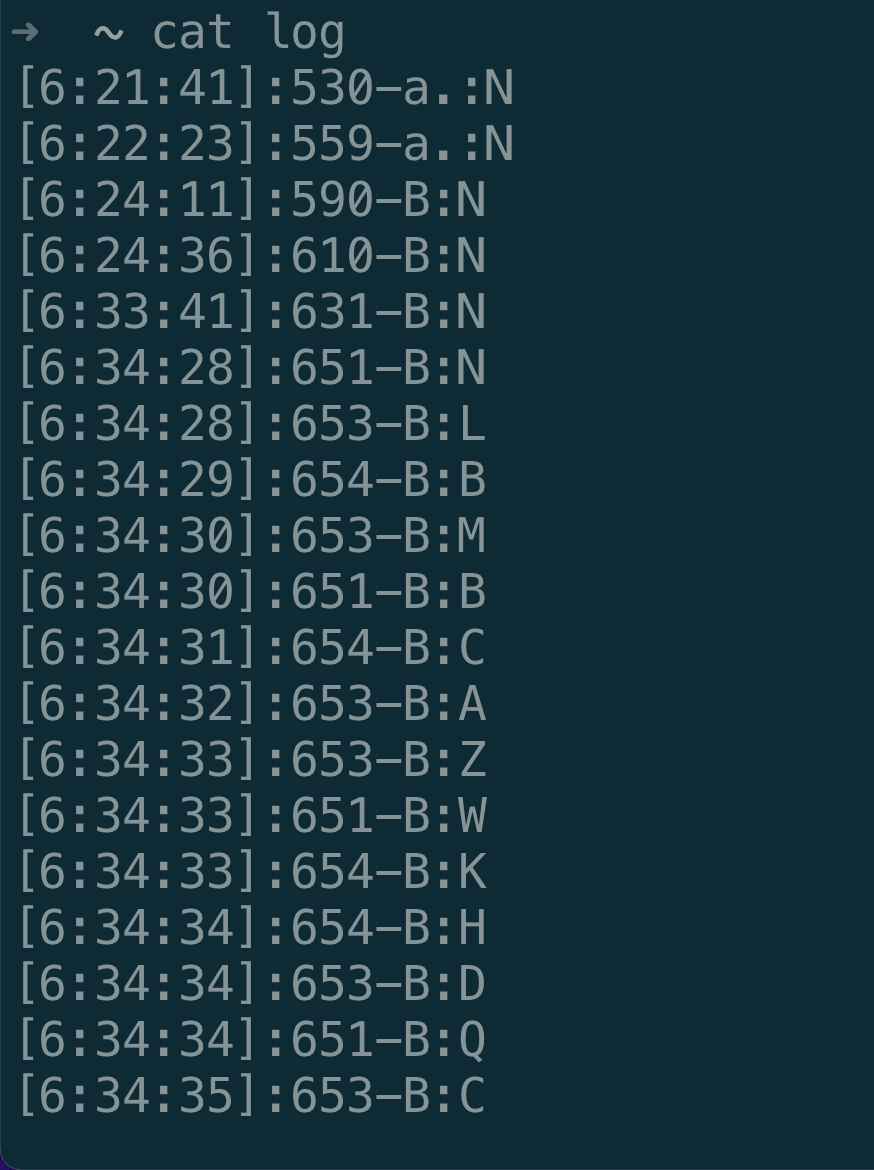 ➜  ~ cat log
[6:21:41]:530–a.:N
[6:22:23]:559–a.:N
[6:24:11]:590–B:N
[6:24:36]:610–B:N
[6:33:41]:631–B:N
[6:34:28]:651–B:N
[6:34:28]:653–B:L
[6:34:29]:654–B:B
[6:34:30]:653–B:M
[6:34:30]:651–B:B
[6:34:31]:654–B:C
[6:34:32]:653–B:A
[6:34:33]:653–B:Z
[6:34:33]:651–B:W
[6:34:33]:654–B:K
[6:34:34]:654–B:H
[6:34:34]:653–B:D
[6:34:34]:651–B:Q
[6:34:35]:653–B:C